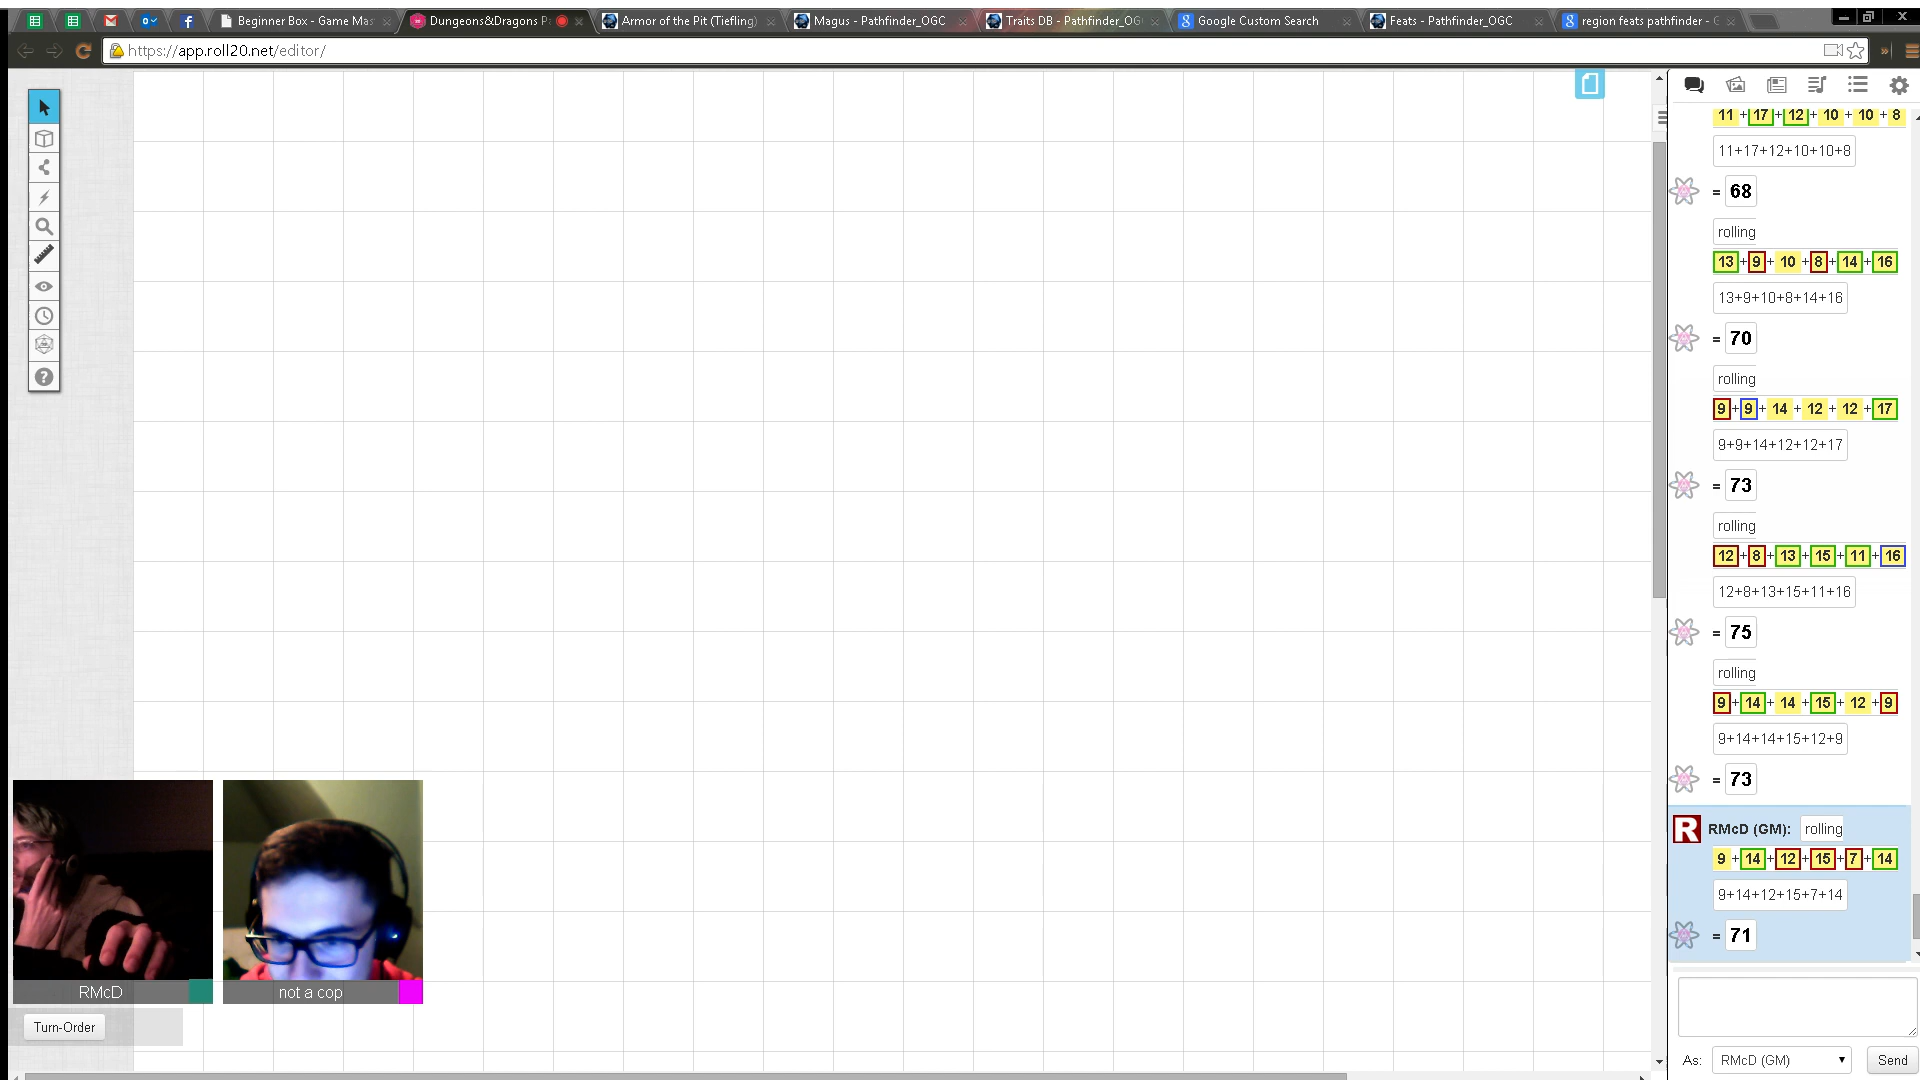 Beginner Box - Game Mas
Dungeons&Dragons P
Armor of the Pit (Tiefling)
Magus - Pathfinder_OGC
Traits DB - Pathfinder_OG
Google Custom Search
Feats - Pathfinder_OGC
region feats pathfinder - G
https://app.roll20.net/editor/
11+17+12+10+10+8
11+17+12+10+10+8
= 68
rolling
13+9+10+8+14+16
13+9+10+8+14+16
= 70
rolling
9+9+14+12+12+17
9+9+14+12+12+17
= 73
rolling
12+8+13+15+11+16
12+8+13+15+11+16
= 75
rolling
9+14+14+15+12+9
9+14+14+15+12+9
= 73
R RMcD (GM): rolling
9+14+12+15+7+14
9+14+12+15+7+14
= 71
RMcD
not a cop
Turn-Order
As: RMcD (GM) Send